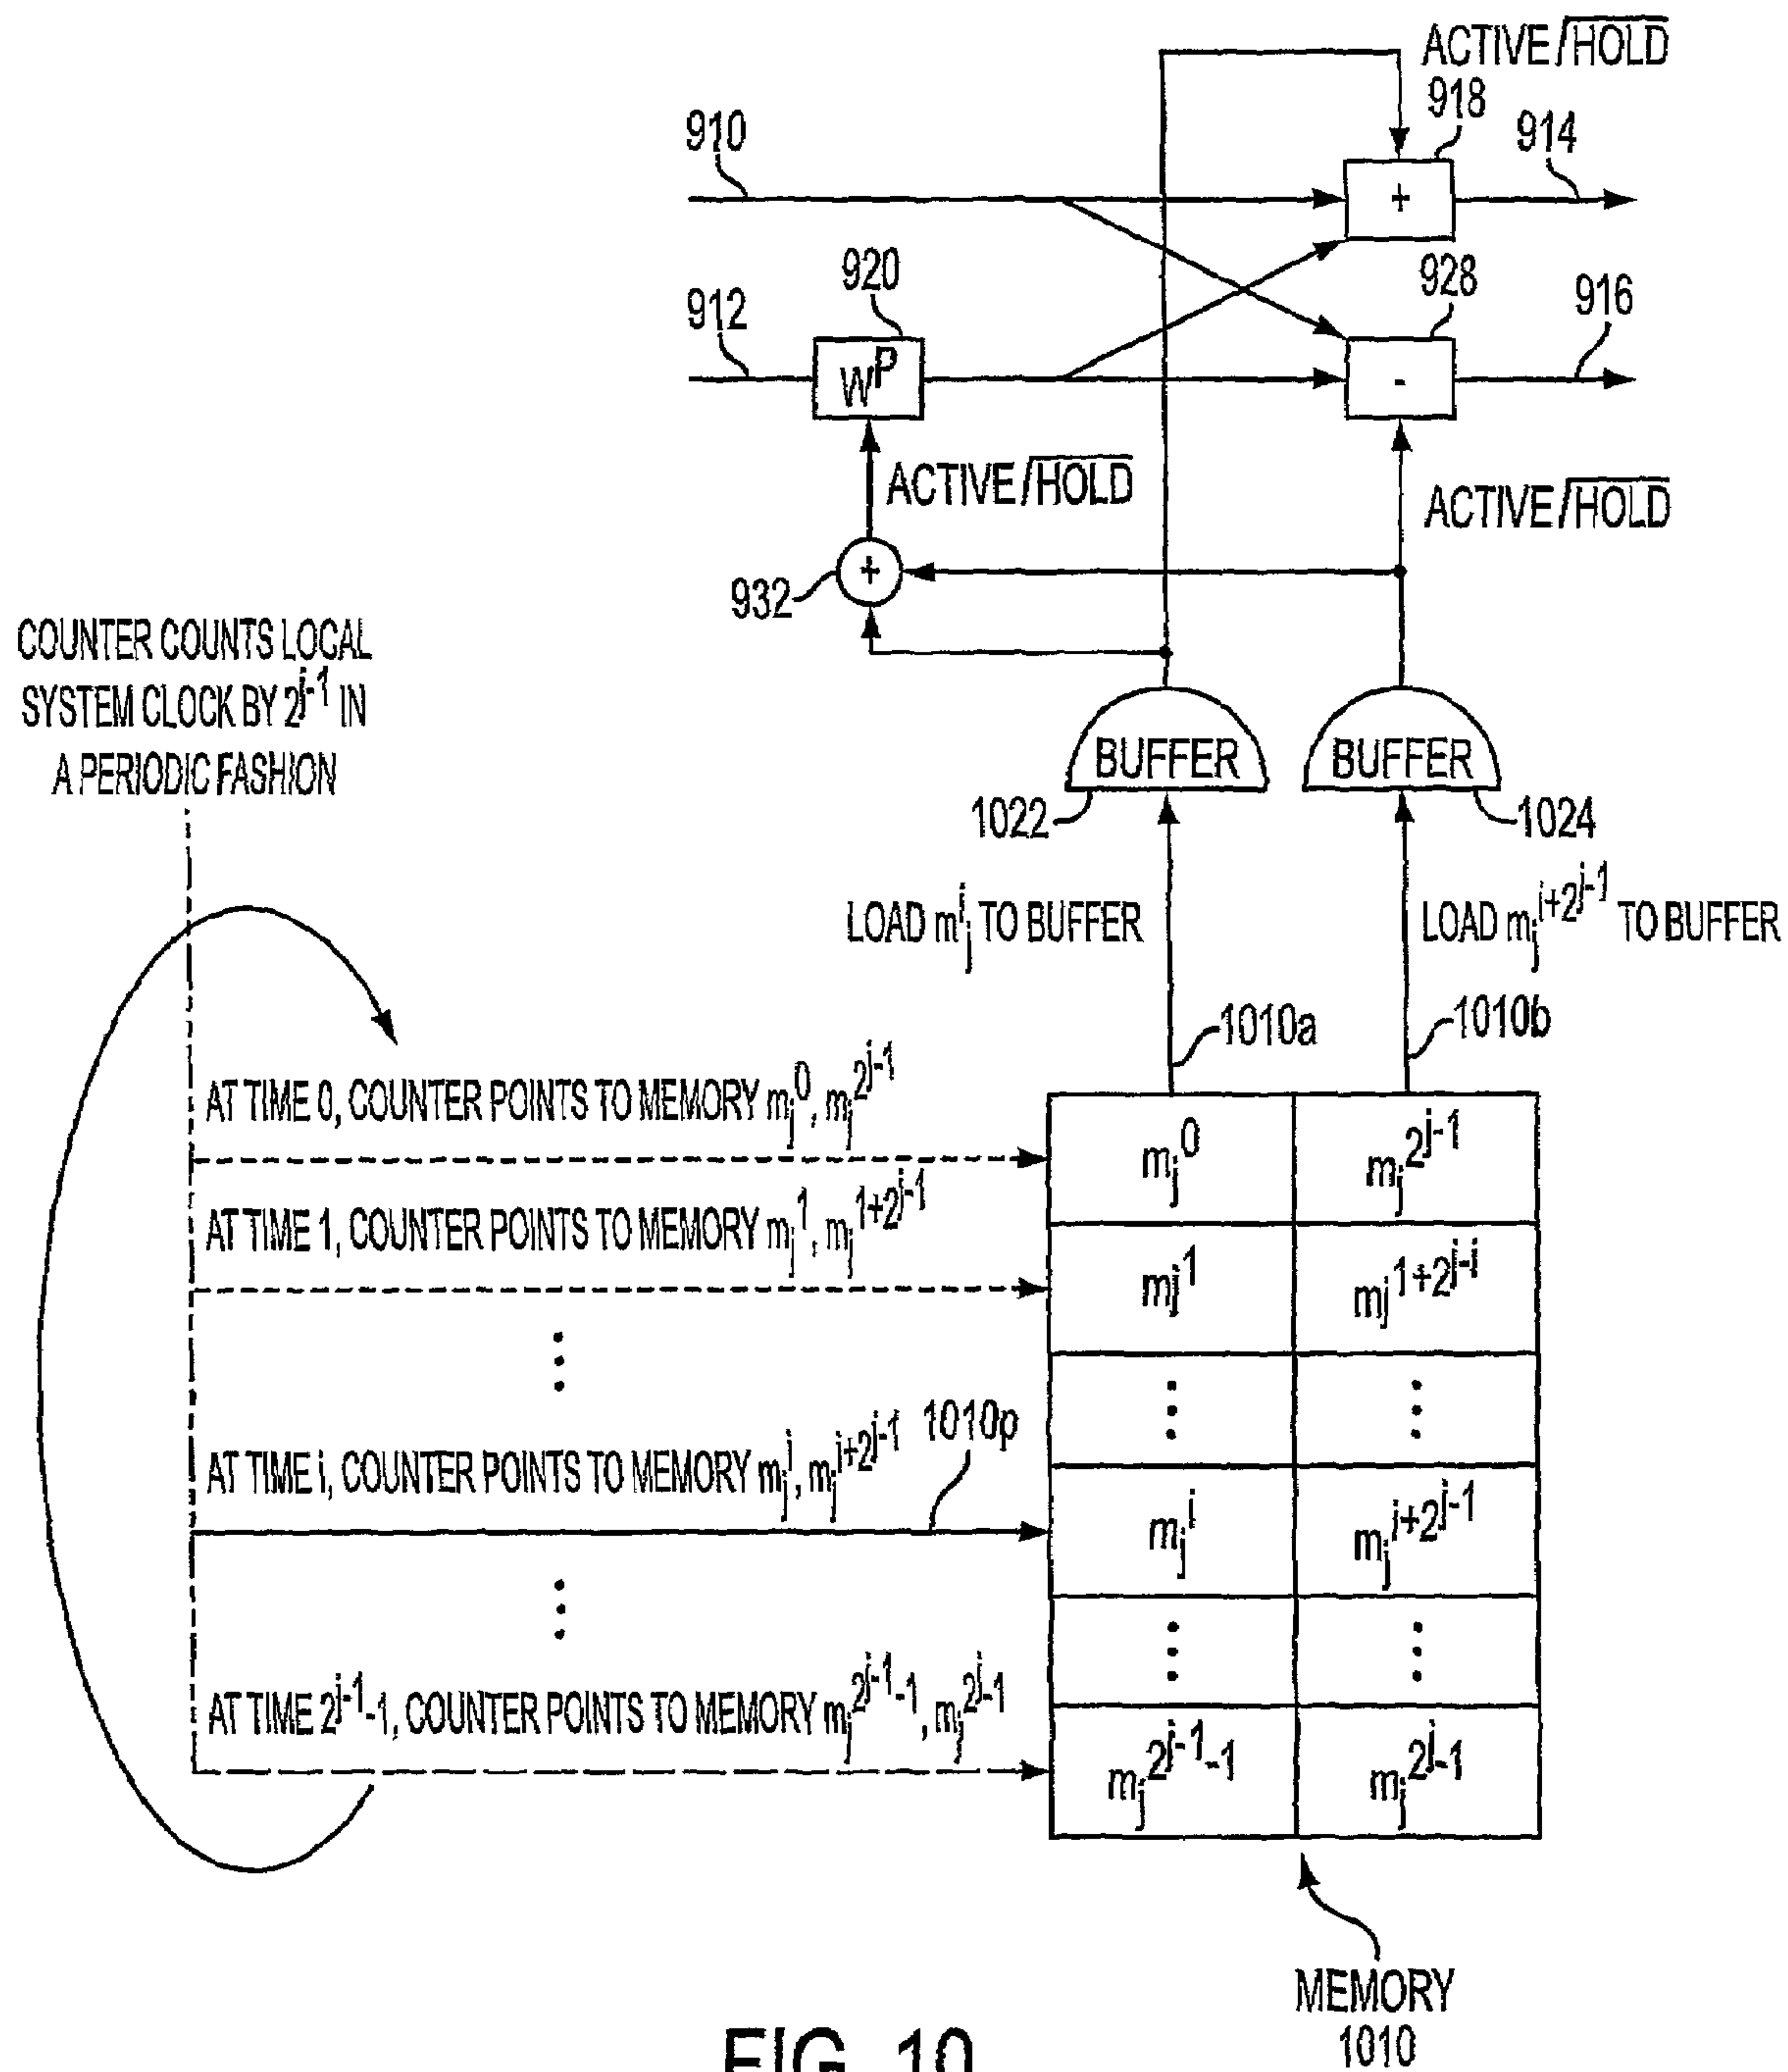 ACTIVE/HOLD
918
910
914
+
920
928
912
916
W^P
-
ACTIVE/HOLD
ACTIVE/HOLD
+
932
COUNTER COUNTS LOCAL
SYSTEM CLOCK BY 2^j-1 IN
A PERIODIC FASHION
BUFFER
BUFFER
1022
1024
LOAD m_j^i TO BUFFER
LOAD m_j^i+2^j-1 TO BUFFER
1010a
1010b
AT TIME 0, COUNTER POINTS TO MEMORY m_j^0, m_j^2^j-1
m_j^0
m_j^2^j-1
AT TIME 1, COUNTER POINTS TO MEMORY m_j^1, m_j^1+2^j-1
m_j^1
m_j^1+2^j-i
1010p
AT TIME i, COUNTER POINTS TO MEMORY m_j^i, m_j^i+2^j-1
m_j^i
m_j^i+2^j-1
AT TIME 2^j-1-1, COUNTER POINTS TO MEMORY m_j^2^j-1-1, m_j^2^j-1
m_j^2^j-1-1
m_j^2^j-1
MEMORY
1010
FIG. 10